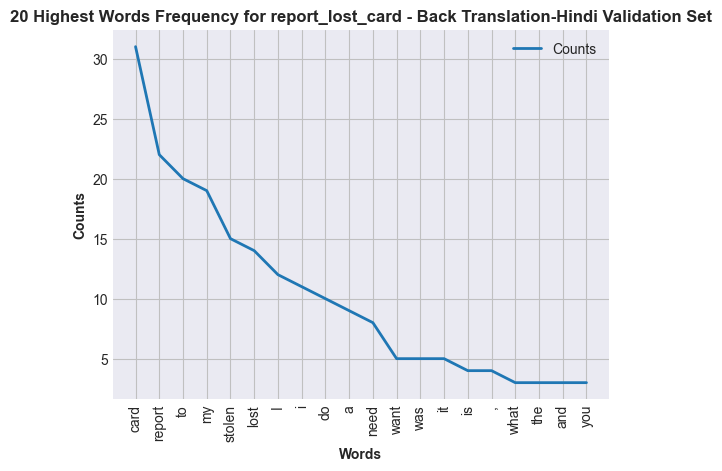 20 Highest Words Frequency for report_lost_card - Back Translation-Hindi Validation Set
Counts
30
25
20
15
10
5
Counts
card
report
to
my
stolen
lost
I
i
do
a
need
want
was
it
is
,
what
the
and
you
Words